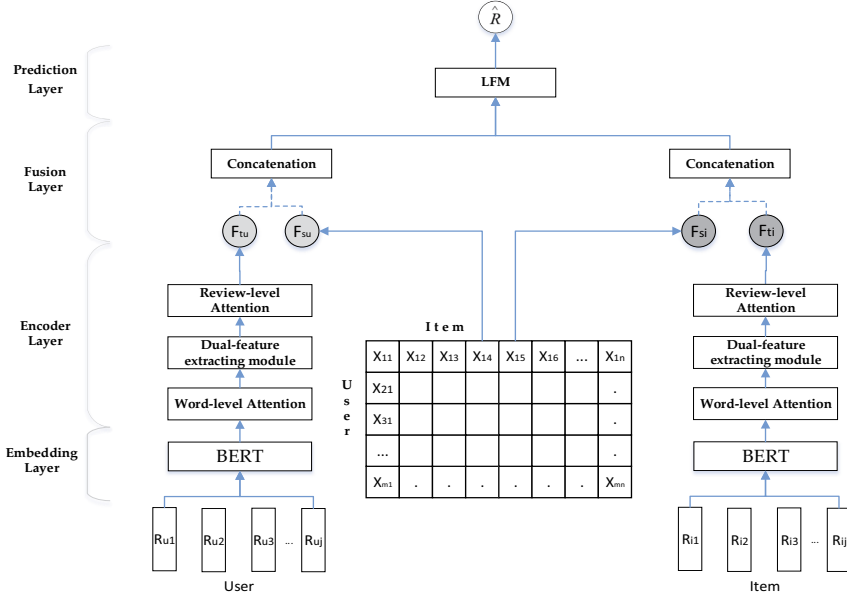 R̂
Prediction
Layer
LFM
Fusion
Layer
Concatenation
Concatenation
Ftu
Fsu
Fsi
Fti
Encoder
Layer
Review-level
Attention
Review-level
Attention
Dual-feature
extracting module
Dual-feature
extracting module
Word-level Attention
Word-level Attention
Item
User
X11 X12 X13 X14 X15 X16 ... X1n
X21 .
X31 .
... .
Xm1 . . . . . . Xmn
Embedding
Layer
BERT
BERT
Ru1 Ru2 Ru3 ... Ruj
Ri1 Ri2 Ri3 ... Rij
User
Item